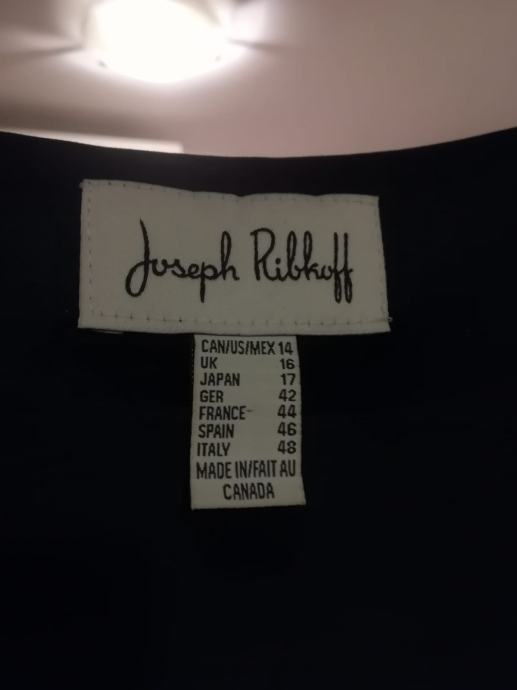 Joseph Ribkoff
CAN/US/MEX 14
UK 16
JAPAN 17
GER 42
FRANCE 44
SPAIN 46
ITALY 48
MADE IN/FAIT AU
CANADA